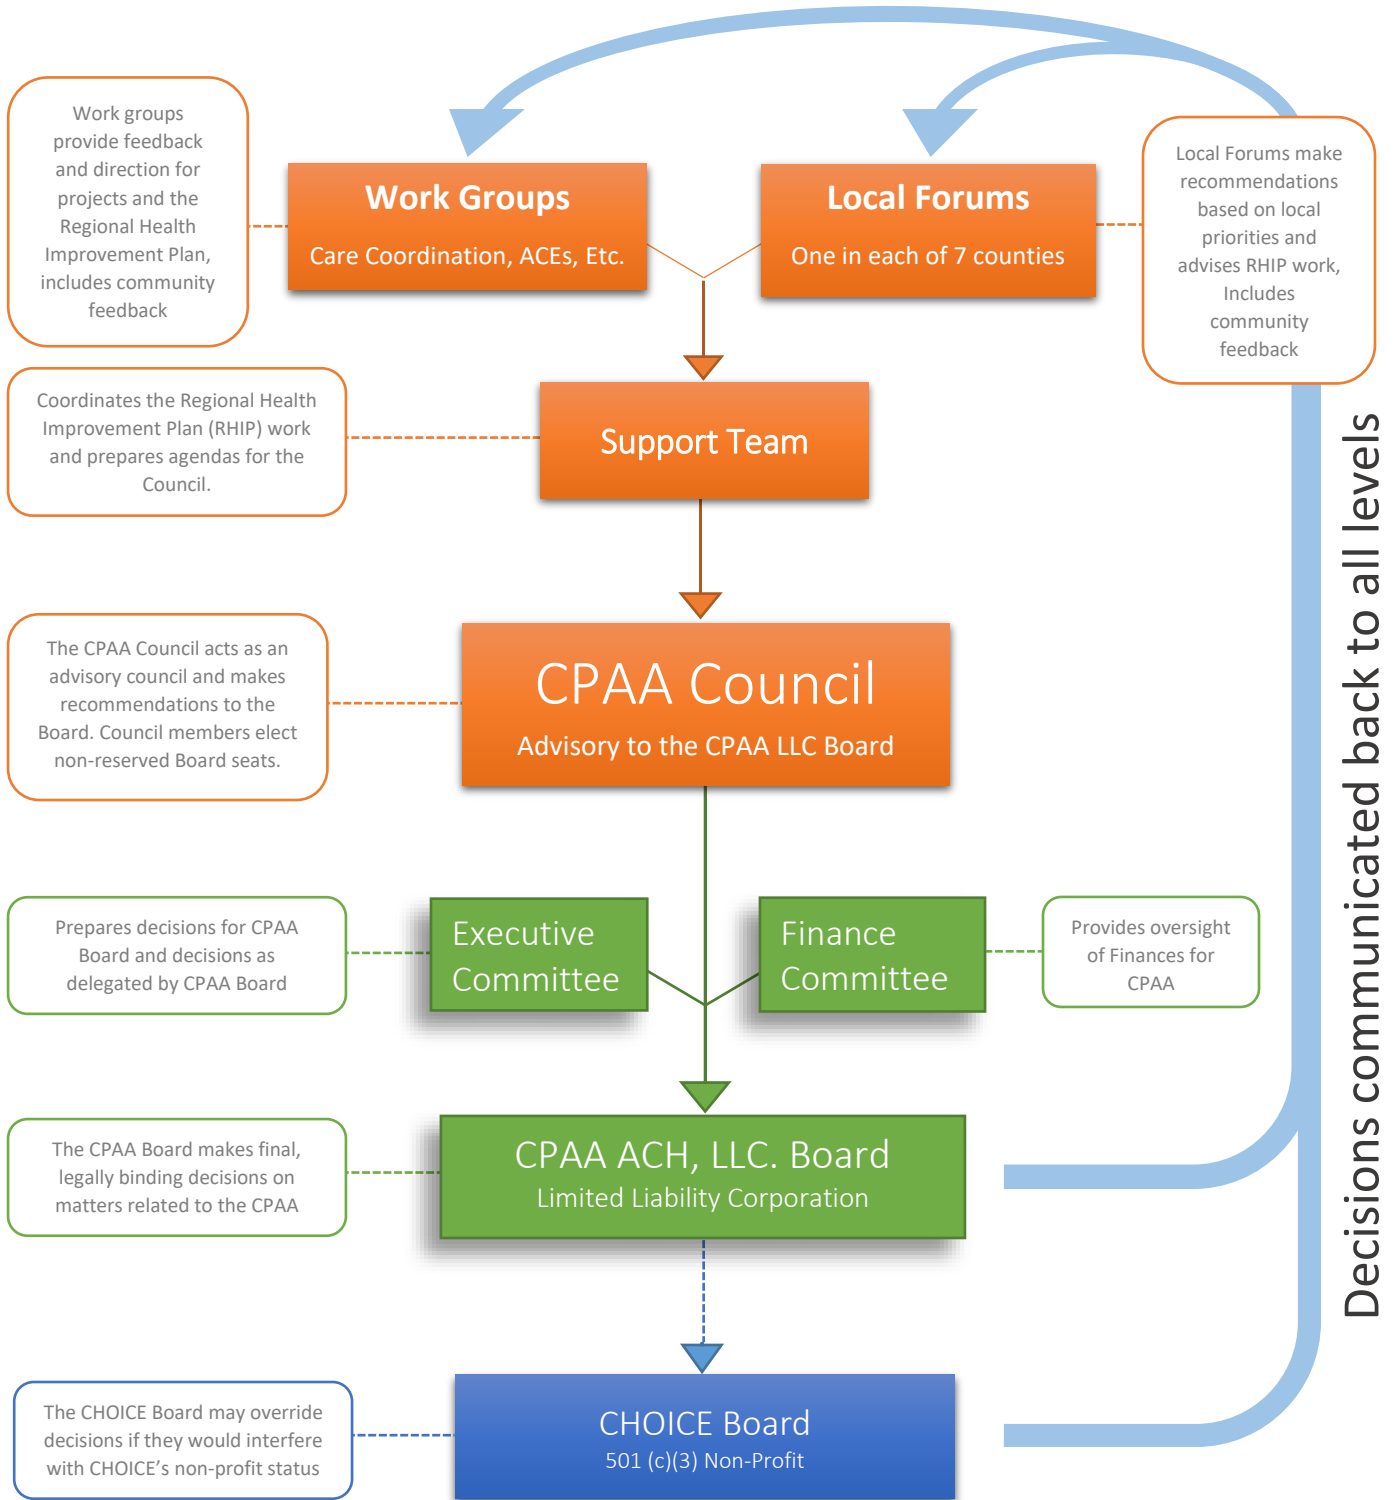 Work groups
provide feedback
and direction for
projects and the
Regional Health
Improvement Plan,
includes community
feedback
Work Groups
Care Coordination, ACEs, Etc.
Local Forums
One in each of 7 counties
Local Forums make
recommendations
based on local
priorities and
advises RHIP work,
Includes
community
feedback
Coordinates the Regional Health
Improvement Plan (RHIP) work
and prepares agendas for the
Council.
Support Team
The CPAA Council acts as an
advisory council and makes
recommendations to the
Board. Council members elect
non-reserved Board seats.
CPAA Council
Advisory to the CPAA LLC Board
Prepares decisions for CPAA
Board and decisions as
delegated by CPAA Board
Executive
Committee
Finance
Committee
Provides oversight
of Finances for
CPAA
The CPAA Board makes final,
legally binding decisions on
matters related to the CPAA
CPAA ACH, LLC. Board
Limited Liability Corporation
The CHOICE Board may override
decisions if they would interfere
with CHOICE’s non-profit status
CHOICE Board
501 (c)(3) Non-Profit
Decisions communicated back to all levels